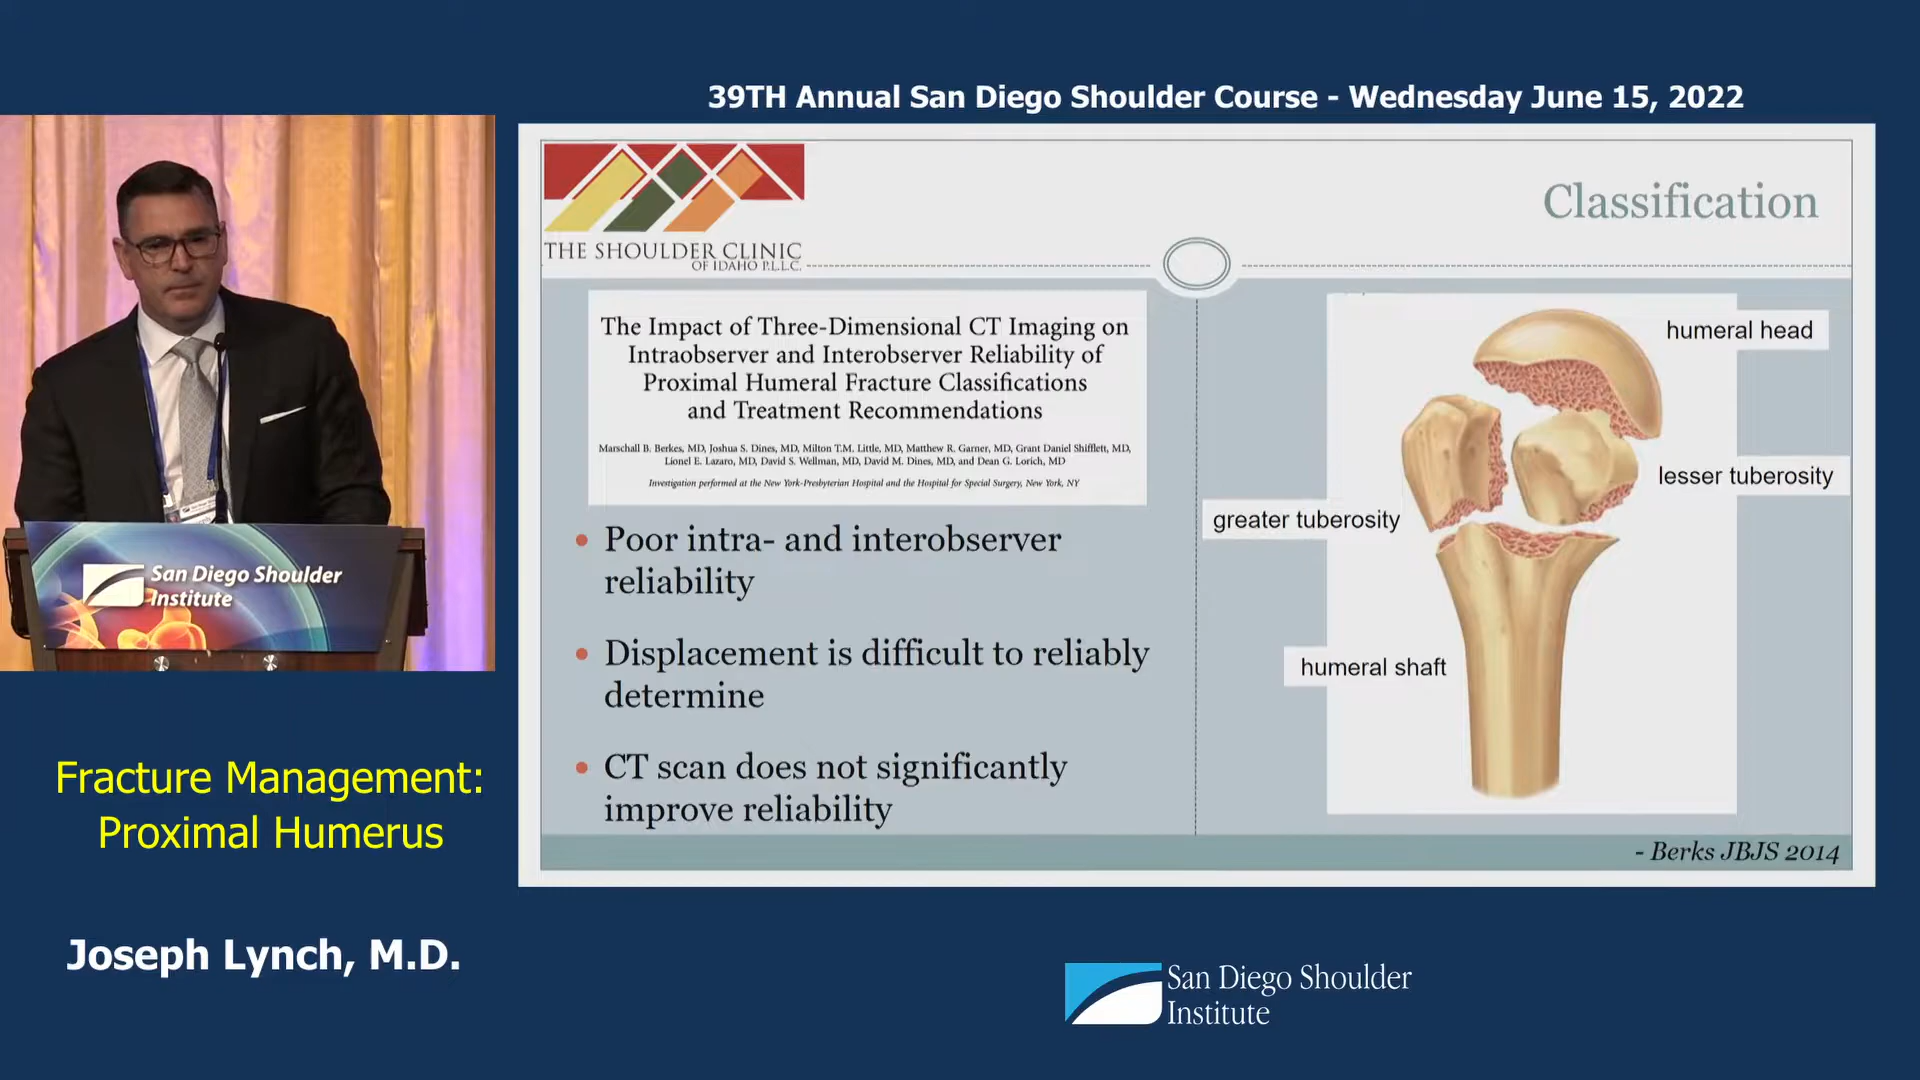 39TH Annual San Diego Shoulder Course - Wednesday June 15, 2022
THE SHOULDER CLINIC
OF IDAHO P.L.L.C.
Classification
The Impact of Three-Dimensional CT Imaging on
Intraobserver and Interobserver Reliability of
Proximal Humeral Fracture Classifications
and Treatment Recommendations
Marschall B. Berkes, MD, Joshua S. Dines, MD, Milton T.M. Little, MD, Matthew R. Garner, MD, Grant Daniel Shifflett, MD,
Lionel E. Lazaro, MD, David S. Wellman, MD, David M. Dines, MD, and Dean G. Lorich, MD
Investigation performed at the New York-Presbyterian Hospital and the Hospital for Special Surgery, New York, NY
• Poor intra- and interobserver
reliability
• Displacement is difficult to reliably
determine
• CT scan does not significantly
improve reliability
humeral head
lesser tuberosity
greater tuberosity
humeral shaft
- Berks JBJS 2014
San Diego Shoulder
Institute
Fracture Management:
Proximal Humerus
Joseph Lynch, M.D.
San Diego Shoulder
Institute